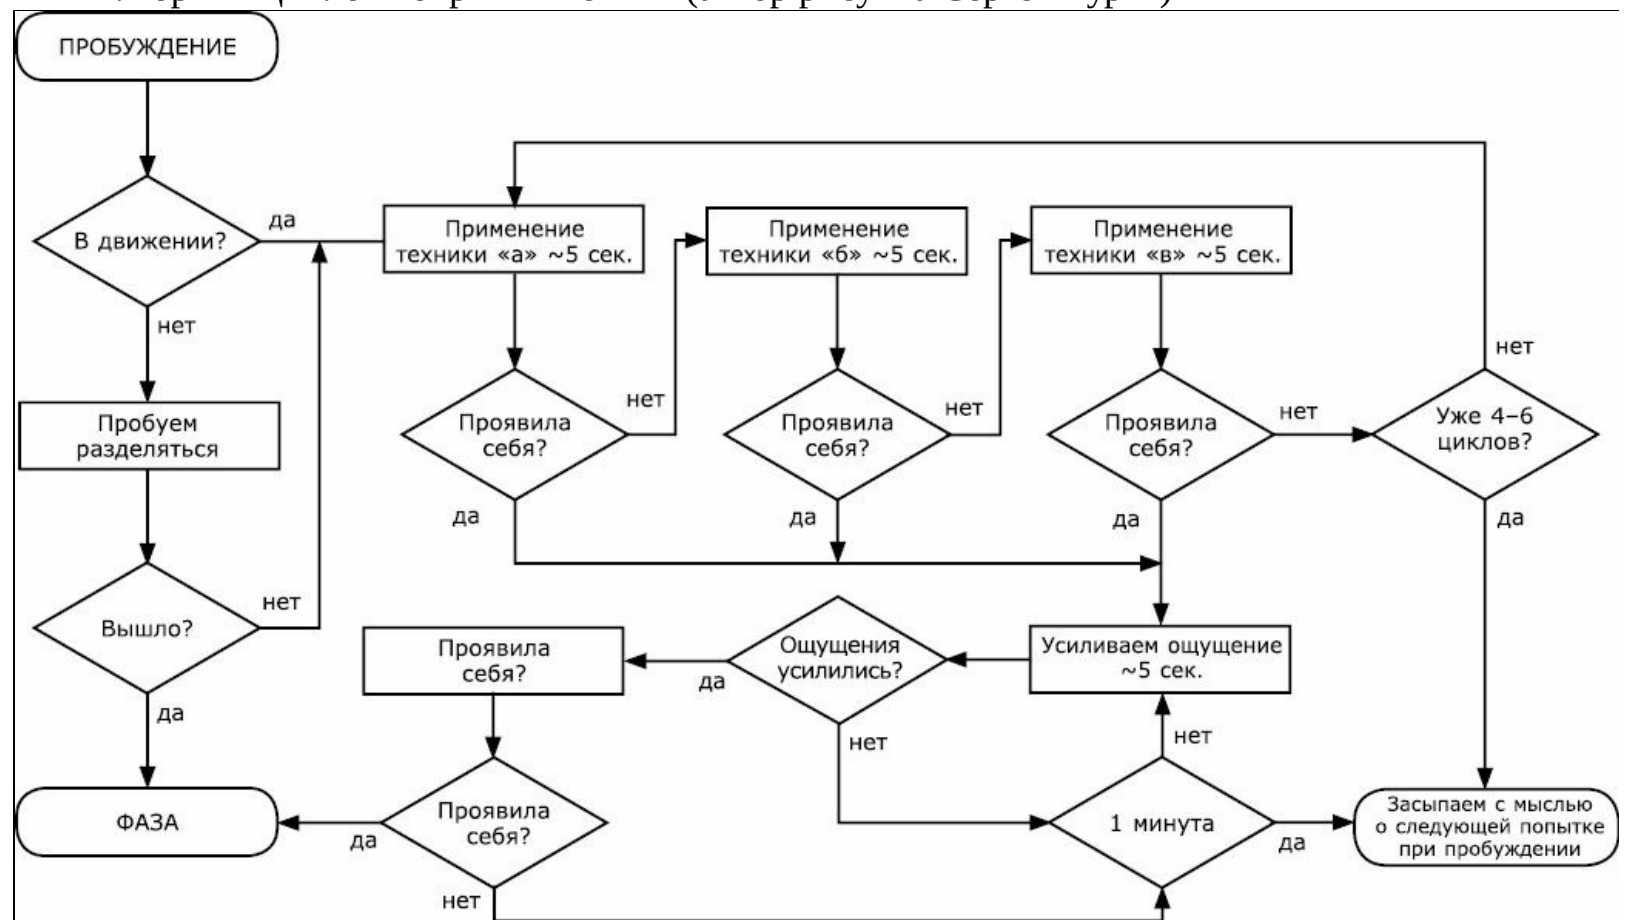 ПРОБУЖДЕНИЕ
В движении?
да
нет
Пробуем
разделяться
Вышло?
нет
да
ФАЗА
Применение
техники «а» ~5 сек.
Применение
техники «б» ~5 сек.
Применение
техники «в» ~5 сек.
Проявила
себя?
нет
да
Проявила
себя?
нет
да
Проявила
себя?
нет
да
Уже 4–6
циклов?
нет
да
Проявила
себя?
Ощущения
усилились?
да
нет
Усиливаем ощущение
~5 сек.
Проявила
себя?
да
нет
1 минута
нет
да
Засыпаем с мыслью
о следующей попытке
при пробуждении